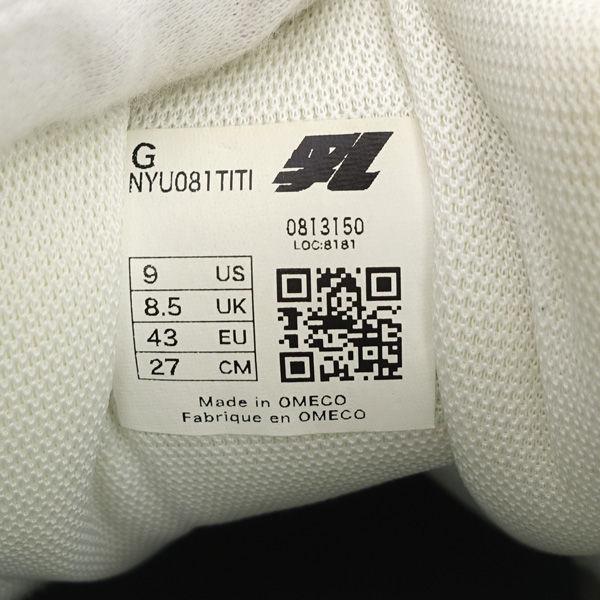 G
NYU081TITI
0813150
LOC:8181
9 US
8.5 UK
43 EU
27 CM
Made in OMECO
Fabrique en OMECO